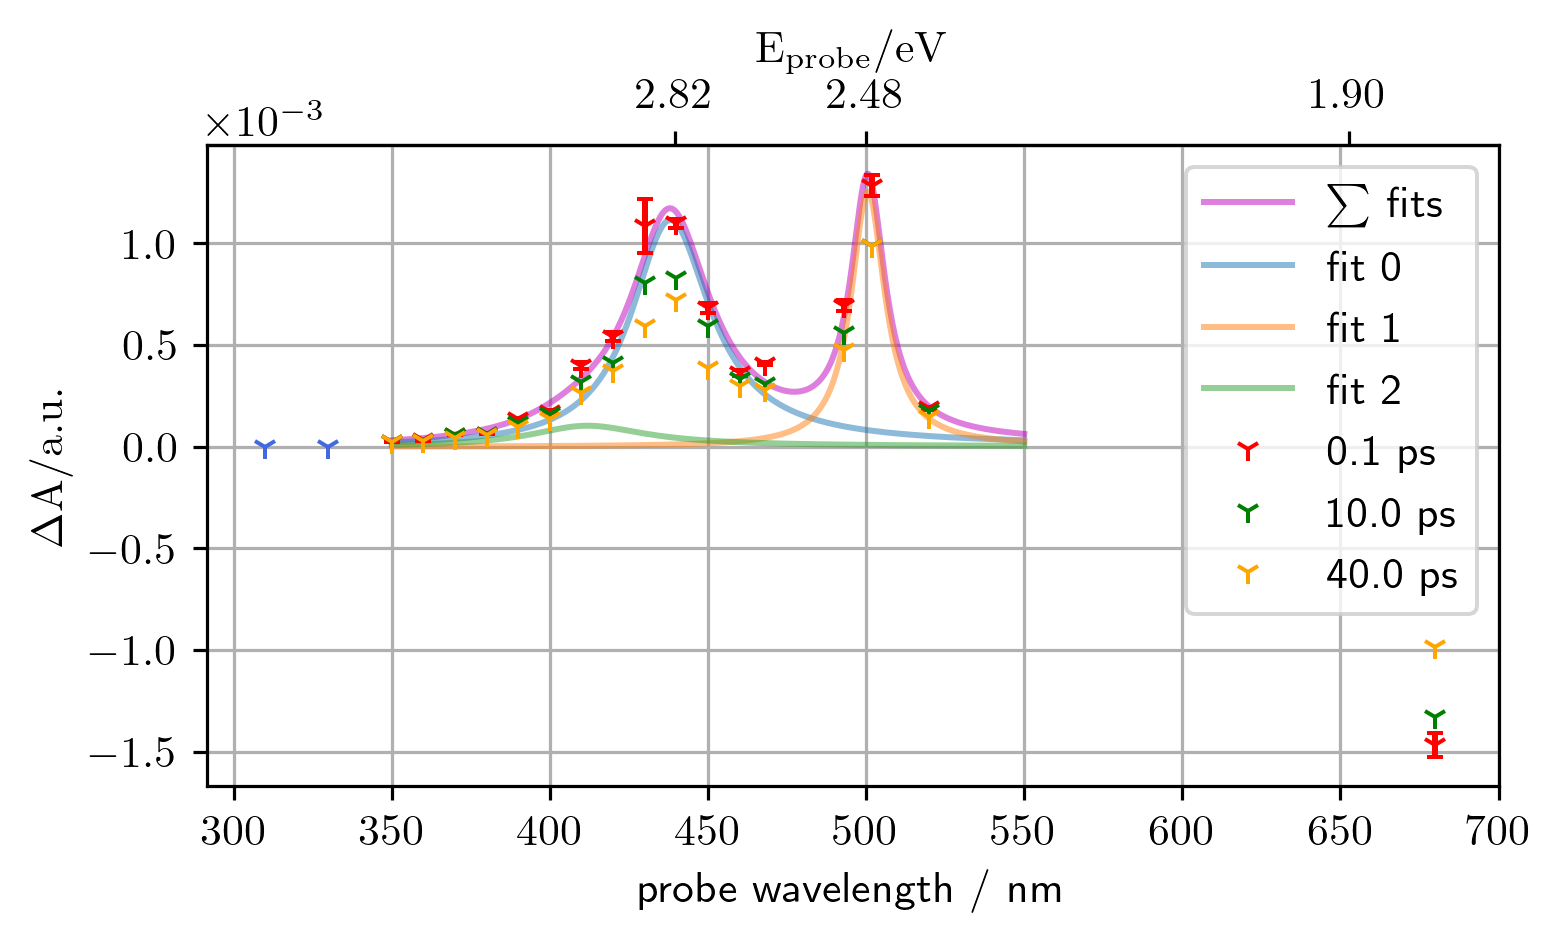 E_probe/eV
2.82 2.48 1.90
×10⁻³
1.0
0.5
0.0
−0.5
−1.0
−1.5
ΔA/a.u.
∑ fits
fit 0
fit 1
fit 2
0.1 ps
10.0 ps
40.0 ps
300 350 400 450 500 550 600 650 700
probe wavelength / nm